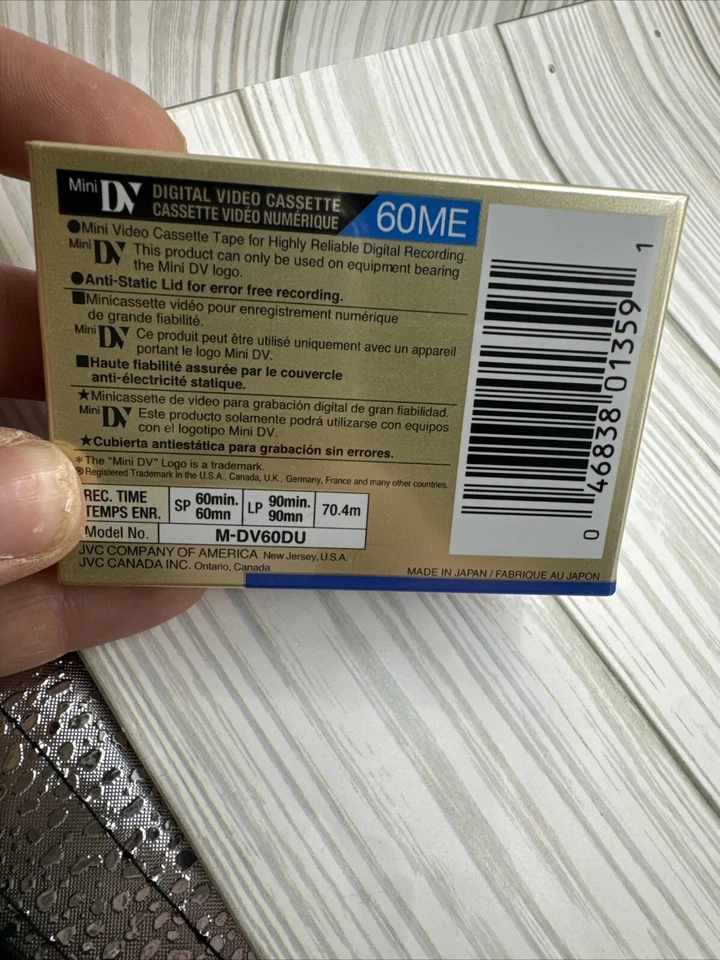 Mini DV DIGITAL VIDEO CASSETTE
CASSETTE VIDÉO NUMÉRIQUE 60ME
●Mini Video Cassette Tape for Highly Reliable Digital Recording.
Mini DV This product can only be used on equipment bearing
the Mini DV logo.
●Anti-Static Lid for error free recording.
■Minicassette vidéo pour enregistrement numérique
de grande fiabilité.
Mini DV Ce produit peut être utilisé uniquement avec un appareil
portant le logo Mini DV.
■Haute fiabilité assurée par le couvercle
anti-électricité statique.
★Minicassette de video para grabación digital de gran fiabilidad.
Mini DV Este producto solamente podrá utilizarse con equipos
con el logotipo Mini DV.
★Cubierta antiestática para grabación sin errores.
*The "Mini DV" Logo is a trademark.
®Registered Trademark in the U.S.A., Canada, U.K., Germany, France and many other countries.
REC. TIME
TEMPS ENR.
SP 60min.
60mn
LP 90min.
90mn
70.4m
Model No. M-DV60DU
JVC COMPANY OF AMERICA New Jersey, U.S.A.
JVC CANADA INC. Ontario, Canada
MADE IN JAPAN / FABRIQUE AU JAPON
0 46838 01359 1